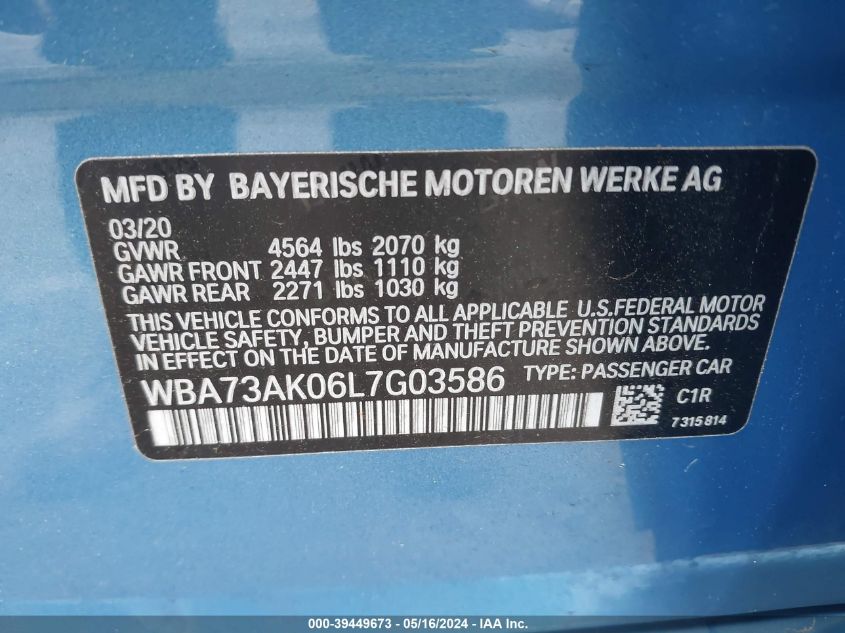 MFD BY BAYERISCHE MOTOREN WERKE AG
03/20
GVWR 4564 lbs 2070 kg
GAWR FRONT 2447 lbs 1110 kg
GAWR REAR 2271 lbs 1030 kg
THIS VEHICLE CONFORMS TO ALL APPLICABLE U.S.FEDERAL MOTOR
VEHICLE SAFETY, BUMPER AND THEFT PREVENTION STANDARDS
IN EFFECT ON THE DATE OF MANUFACTURE SHOWN ABOVE.
WBA73AK06L7G03586 TYPE: PASSENGER CAR
C1R
7315814
000-39449673 - 05/16/2024 - IAA Inc.